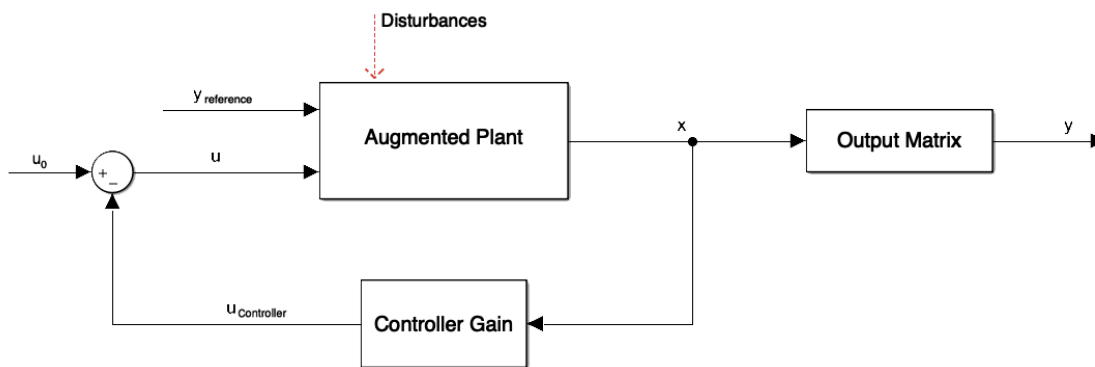 Disturbances
y reference
Augmented Plant
x
Output Matrix
y
u₀
+
−
u
u Controller
Controller Gain